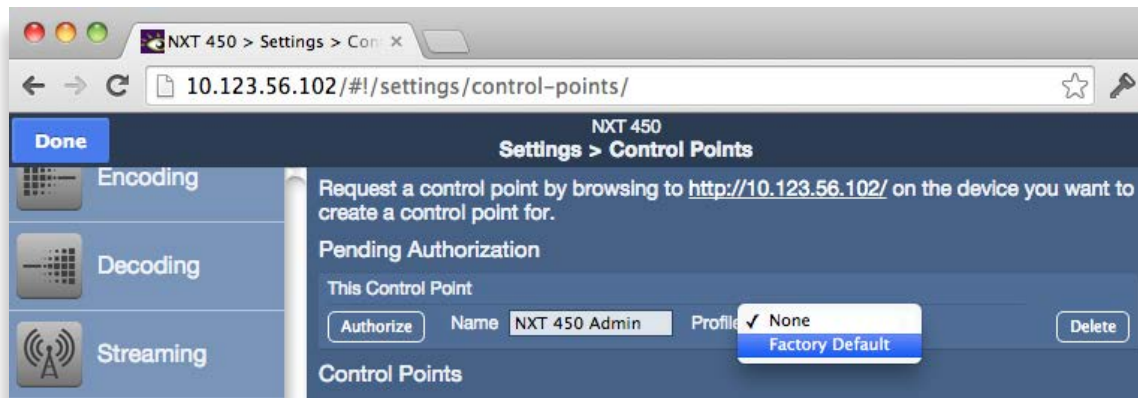 NXT 450 > Settings > Con
10.123.56.102/#!/settings/control-points/
Done
NXT 450
Settings > Control Points
Encoding
Decoding
Streaming
Request a control point by browsing to http://10.123.56.102/ on the device you want to
create a control point for.
Pending Authorization
This Control Point
Authorize Name NXT 450 Admin Profile ✓ None Delete
Factory Default
Control Points